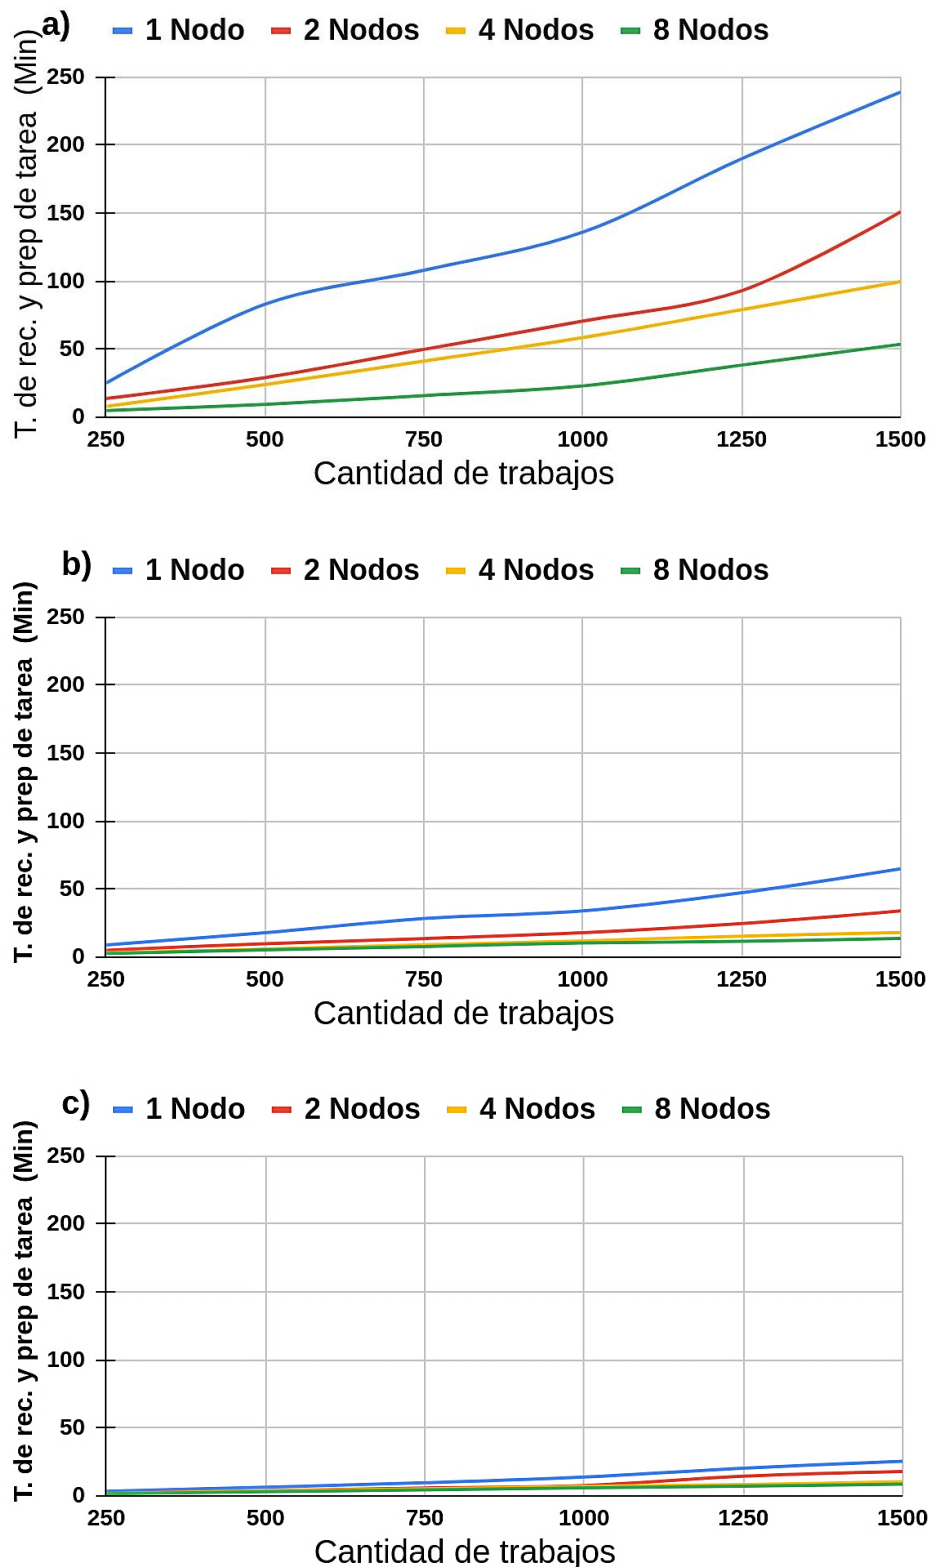 a) 1 Nodo 2 Nodos 4 Nodos 8 Nodos
T. de rec. y prep de tarea (Min)
250
200
150
100
50
0
250 500 750 1000 1250 1500
Cantidad de trabajos
b) 1 Nodo 2 Nodos 4 Nodos 8 Nodos
T. de rec. y prep de tarea (Min)
250
200
150
100
50
0
250 500 750 1000 1250 1500
Cantidad de trabajos
c) 1 Nodo 2 Nodos 4 Nodos 8 Nodos
T. de rec. y prep de tarea (Min)
250
200
150
100
50
0
250 500 750 1000 1250 1500
Cantidad de trabajos